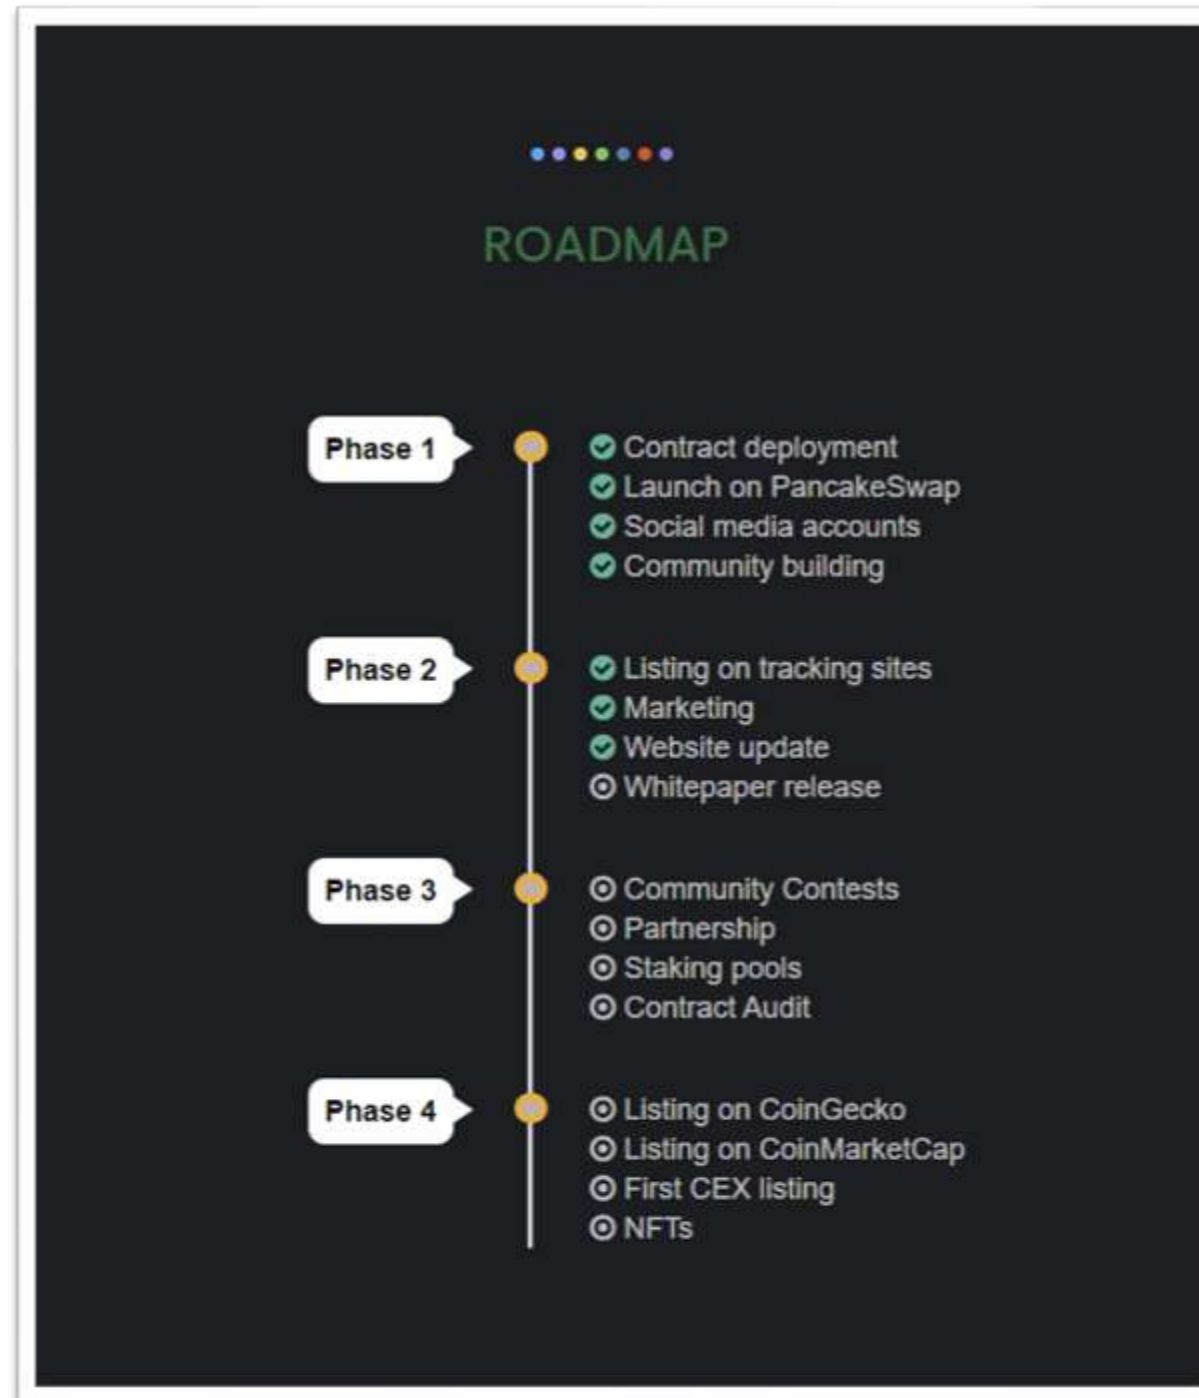 ROADMAP
Phase 1
Contract deployment
Launch on PancakeSwap
Social media accounts
Community building
Phase 2
Listing on tracking sites
Marketing
Website update
Whitepaper release
Phase 3
Community Contests
Partnership
Staking pools
Contract Audit
Phase 4
Listing on CoinGecko
Listing on CoinMarketCap
First CEX listing
NFTs